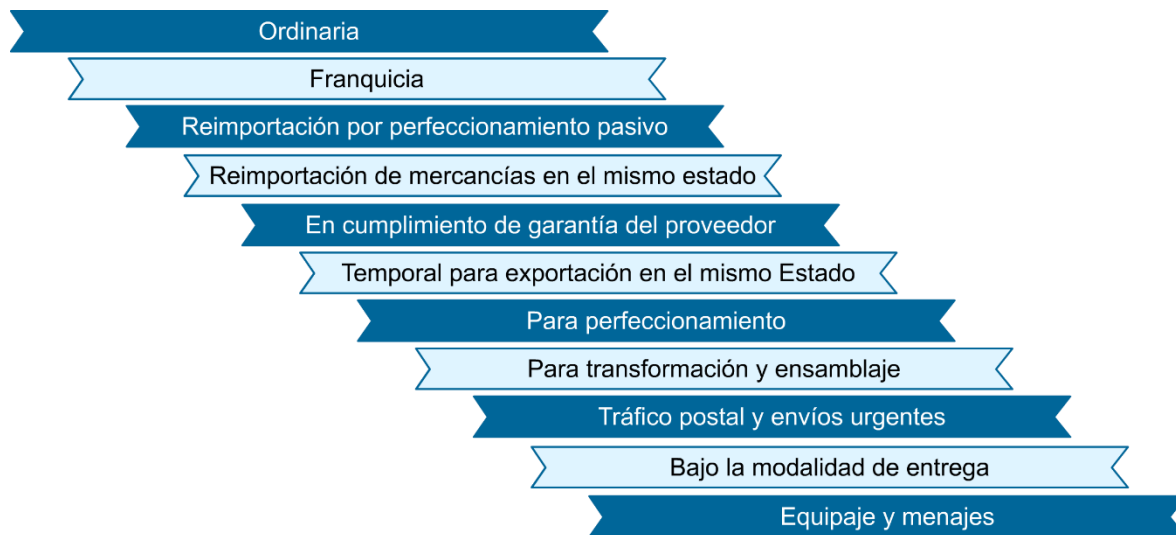 Ordinaria
Franquicia
Reimportación por perfeccionamiento pasivo
Reimportación de mercancías en el mismo estado
En cumplimiento de garantía del proveedor
Temporal para exportación en el mismo Estado
Para perfeccionamiento
Para transformación y ensamblaje
Tráfico postal y envíos urgentes
Bajo la modalidad de entrega
Equipaje y menajes